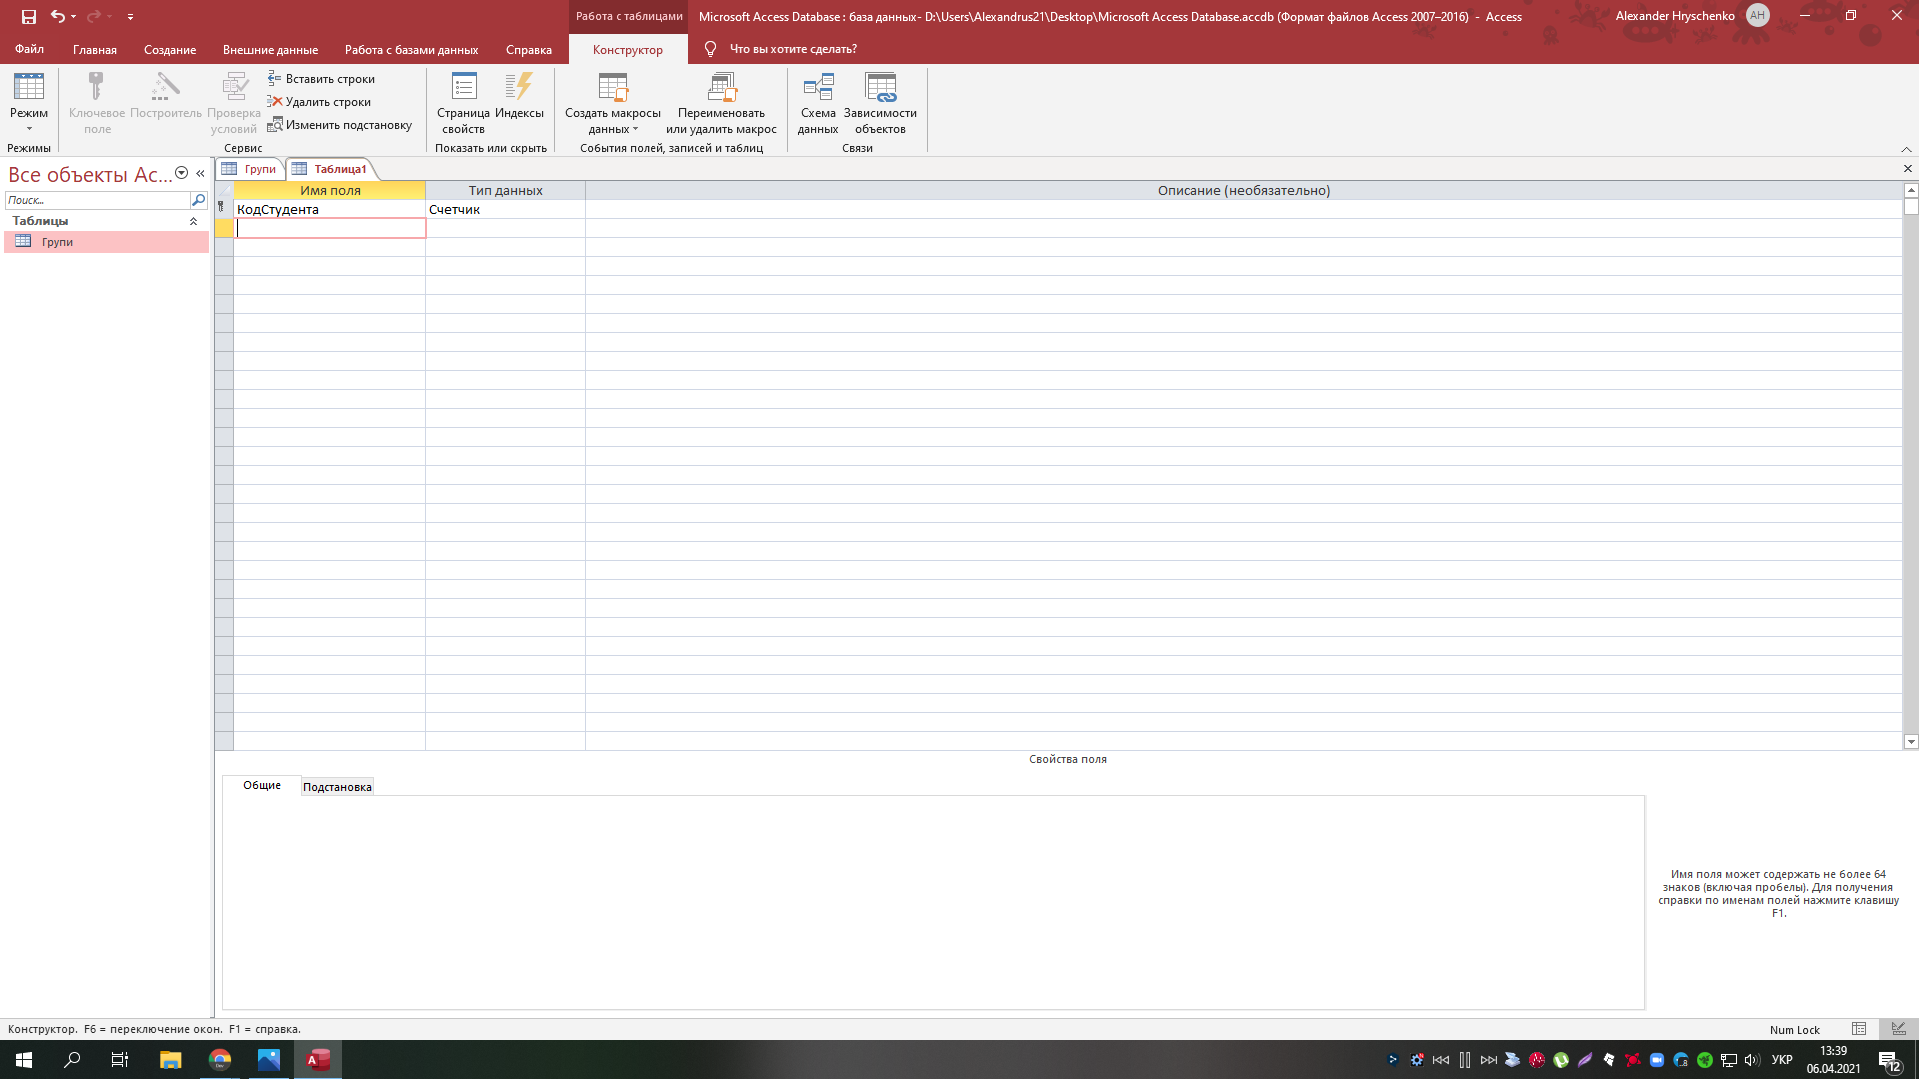 Работа с таблицами
Microsoft Access Database : база данных- D:\Users\Alexandrus21\Desktop\Microsoft Access Database.accdb (Формат файлов Access 2007–2016) - Access
Alexander Hryschenko
AH
Файл
Главная
Создание
Внешние данные
Работа с базами данных
Справка
Конструктор
Что вы хотите сделать?
Режим
Ключевое поле
Построитель
Проверка условий
Вставить строки
Удалить строки
Изменить подстановку
Страница свойств
Индексы
Создать макросы данных
Переименовать или удалить макрос
Схема данных
Зависимости объектов
Режимы
Сервис
Показать или скрыть
События полей, записей и таблиц
Связи
Все объекты Ac...
Поиск...
Таблицы
Групи
Групи
Таблица1
Имя поля
Тип данных
Описание (необязательно)
КодСтудента
Счетчик
Свойства поля
Общие
Подстановка
Имя поля может содержать не более 64
знаков (включая пробелы). Для получения
справки по именам полей нажмите клавишу
F1.
Конструктор. F6 = переключение окон. F1 = справка.
Num Lock
УКР
13:39
06.04.2021
12